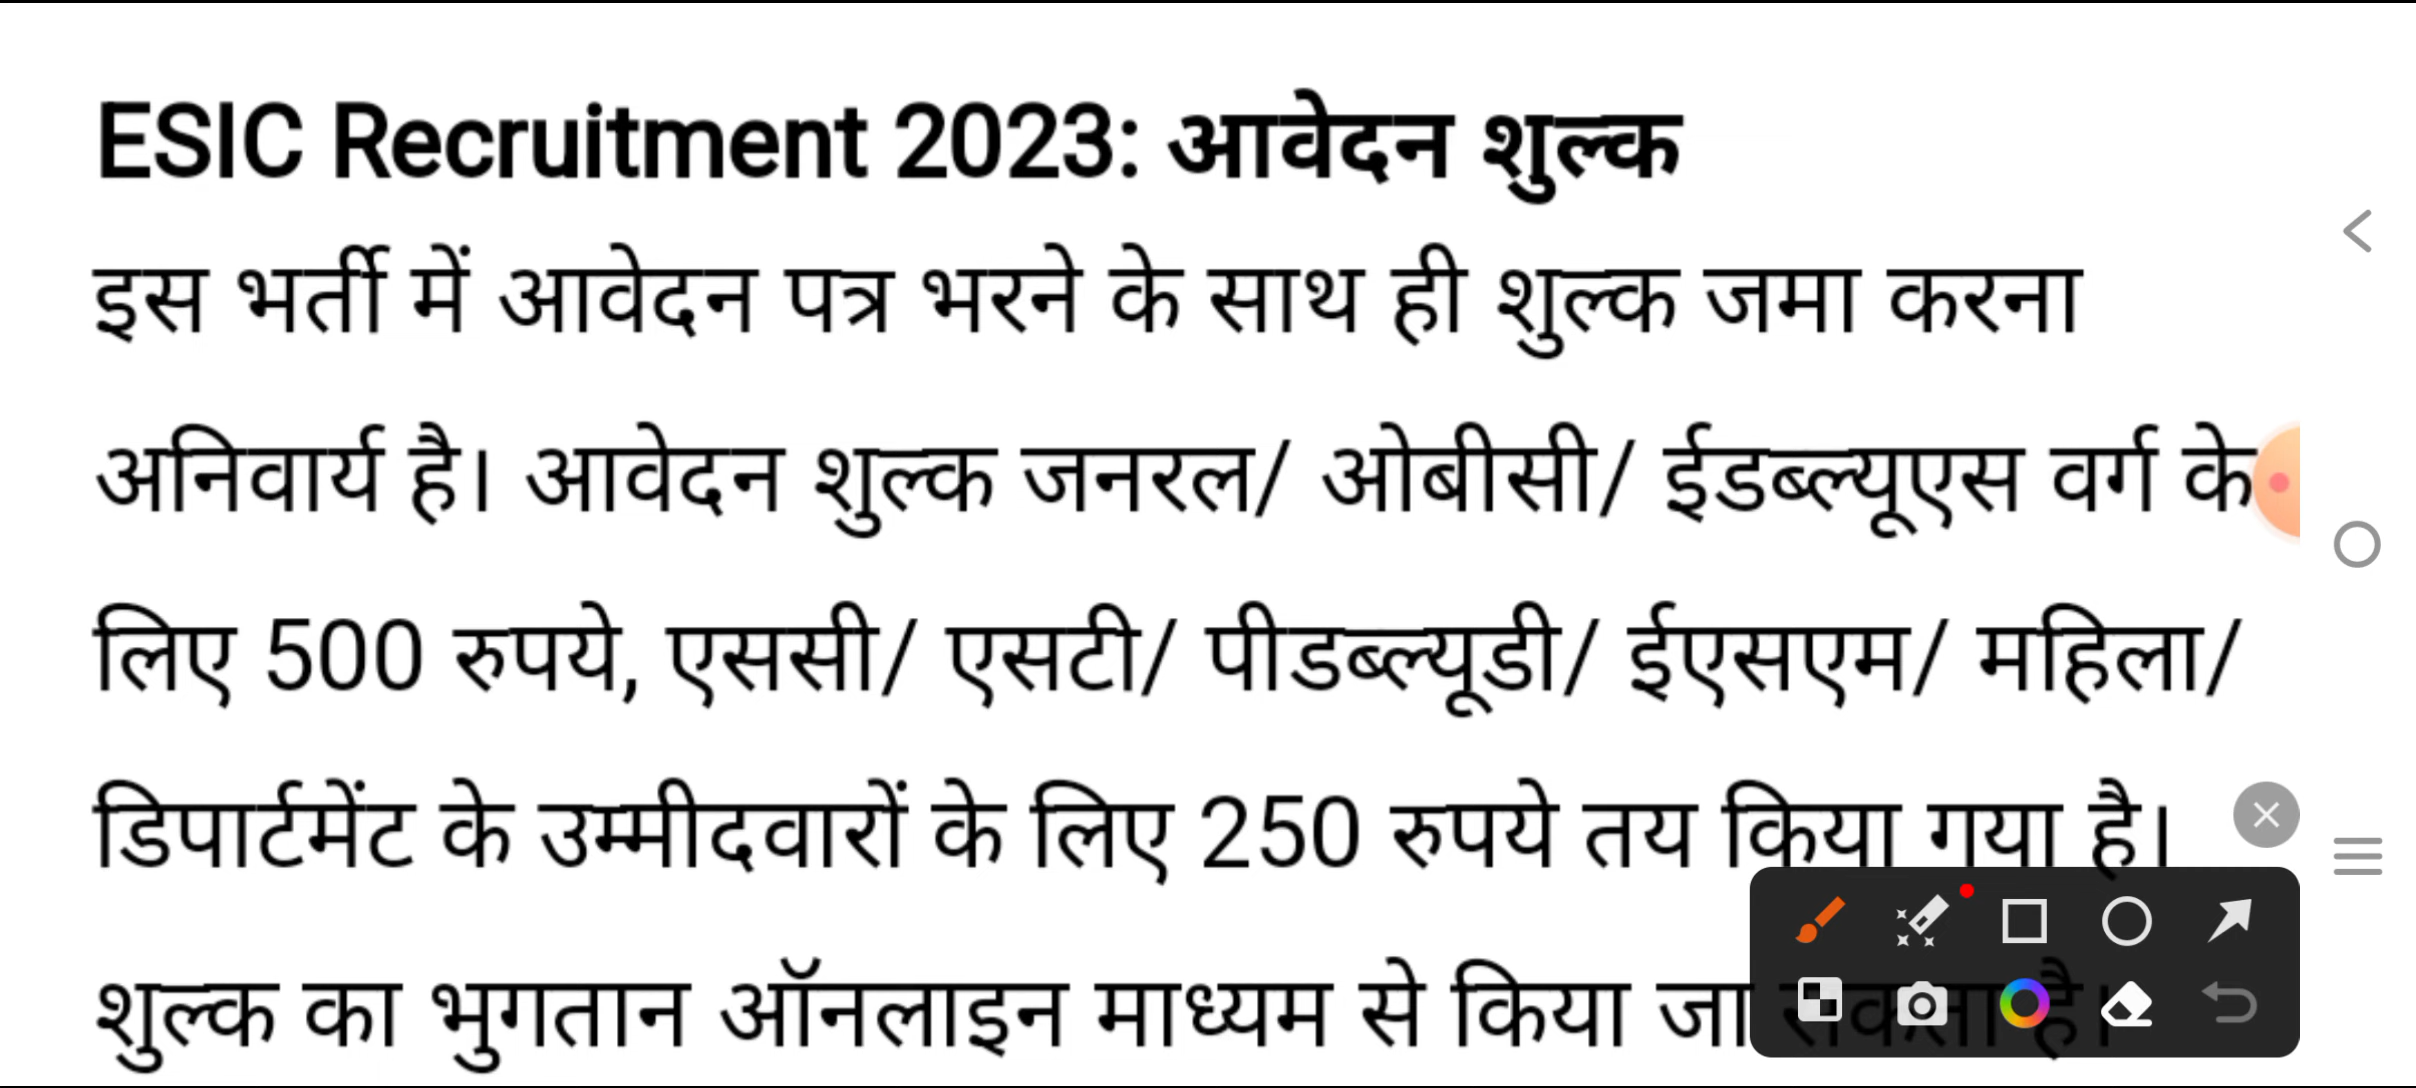 ESIC Recruitment 2023: आवेदन शुल्क
इस भर्ती में आवेदन पत्र भरने के साथ ही शुल्क जमा करना
अनिवार्य है। आवेदन शुल्क जनरल/ ओबीसी/ ईडब्ल्यूएस वर्ग के
लिए 500 रुपये, एससी/ एसटी/ पीडब्ल्यूडी/ ईएसएम/ महिला/
डिपार्टमेंट के उम्मीदवारों के लिए 250 रुपये तय किया गया है।
शुल्क का भुगतान ऑनलाइन माध्यम से किया जा सकता है।